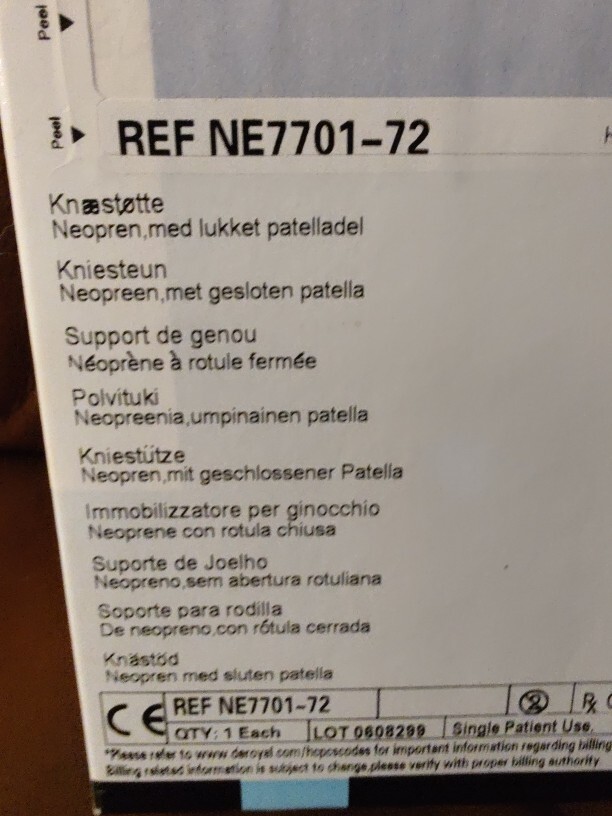 Peel
Peel
REF NE7701-72
Knæstøtte
Neopren,med lukket patelladel
Kniesteun
Neopreen,met gesloten patella
Support de genou
Néoprène à rotule fermée
Polvituki
Neopreenia,umpinainen patella
Kniestütze
Neopren,mit geschlossener Patella
Immobilizzatore per ginocchio
Neoprene con rotula chiusa
Suporte de Joelho
Neopreno,sem abertura rotuliana
Soporte para rodilla
De neopreno,con rótula cerrada
Knästöd
Neopren med sluten patella
CE
REF NE7701-72
2
Rx
QTY: 1 Each
LOT 0608299
Single Patient Use.
*Please refer to www.deroyal.com/hcpcscodes for important information regarding billing
Billing related information is subject to change,please verify with proper billing authority